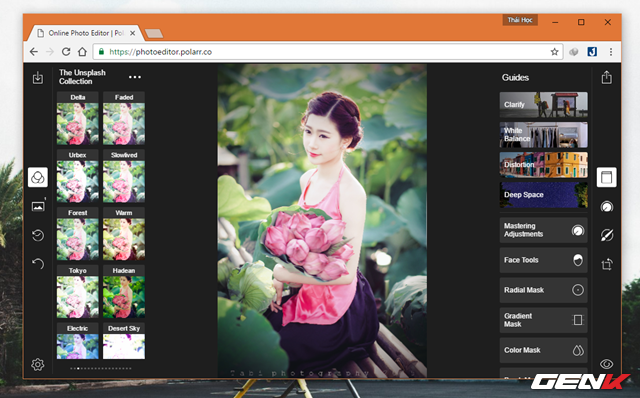 Thái Học
Online Photo Editor | Pol
https://photoeditor.polarr.co
The Unsplash
Collection
Guides
Della
Faded
Urbex
Slowlived
Forest
Warm
Tokyo
Hadean
Electric
Desert Sky
Clarify
White
Balance
Distortion
Deep Space
Mastering
Adjustments
Face Tools
Radial Mask
Gradient
Mask
Color Mask
Tabi photography
GENK